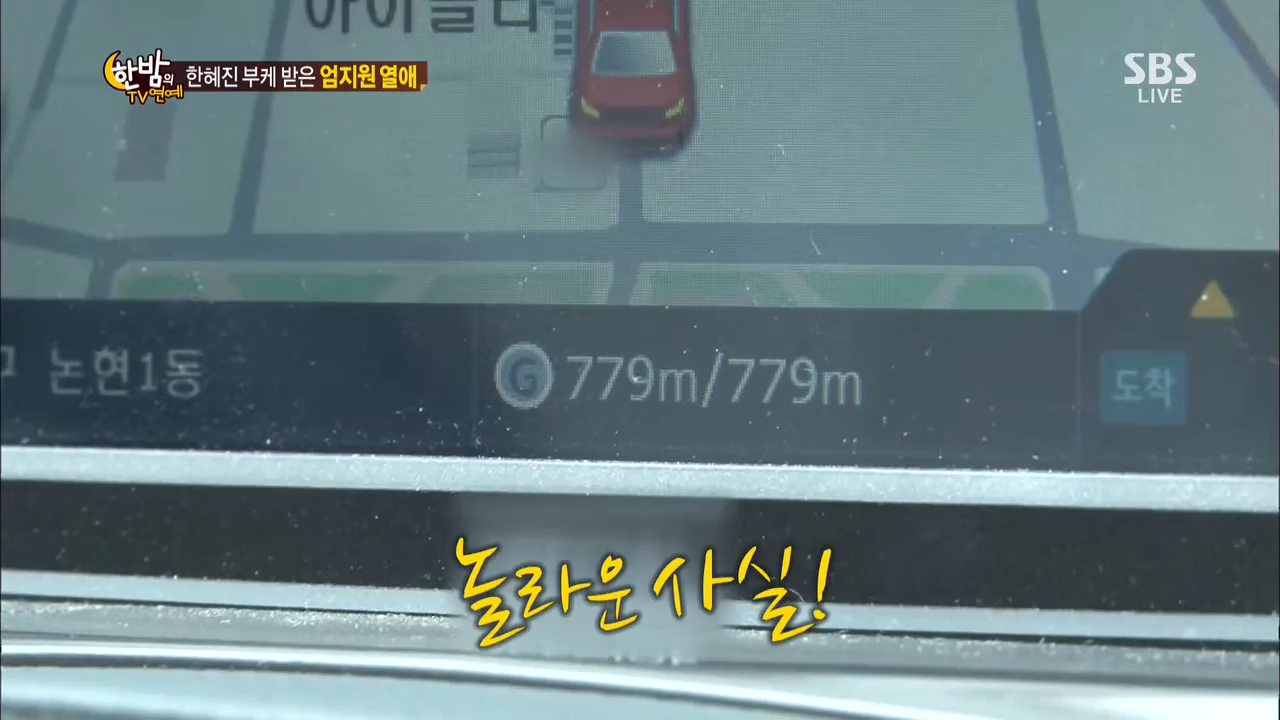 한밤의
TV연예
한혜진 부케 받은 엄지원 열애
SBS
LIVE
논현1동
G 779m/779m
도착
놀라운 사실!